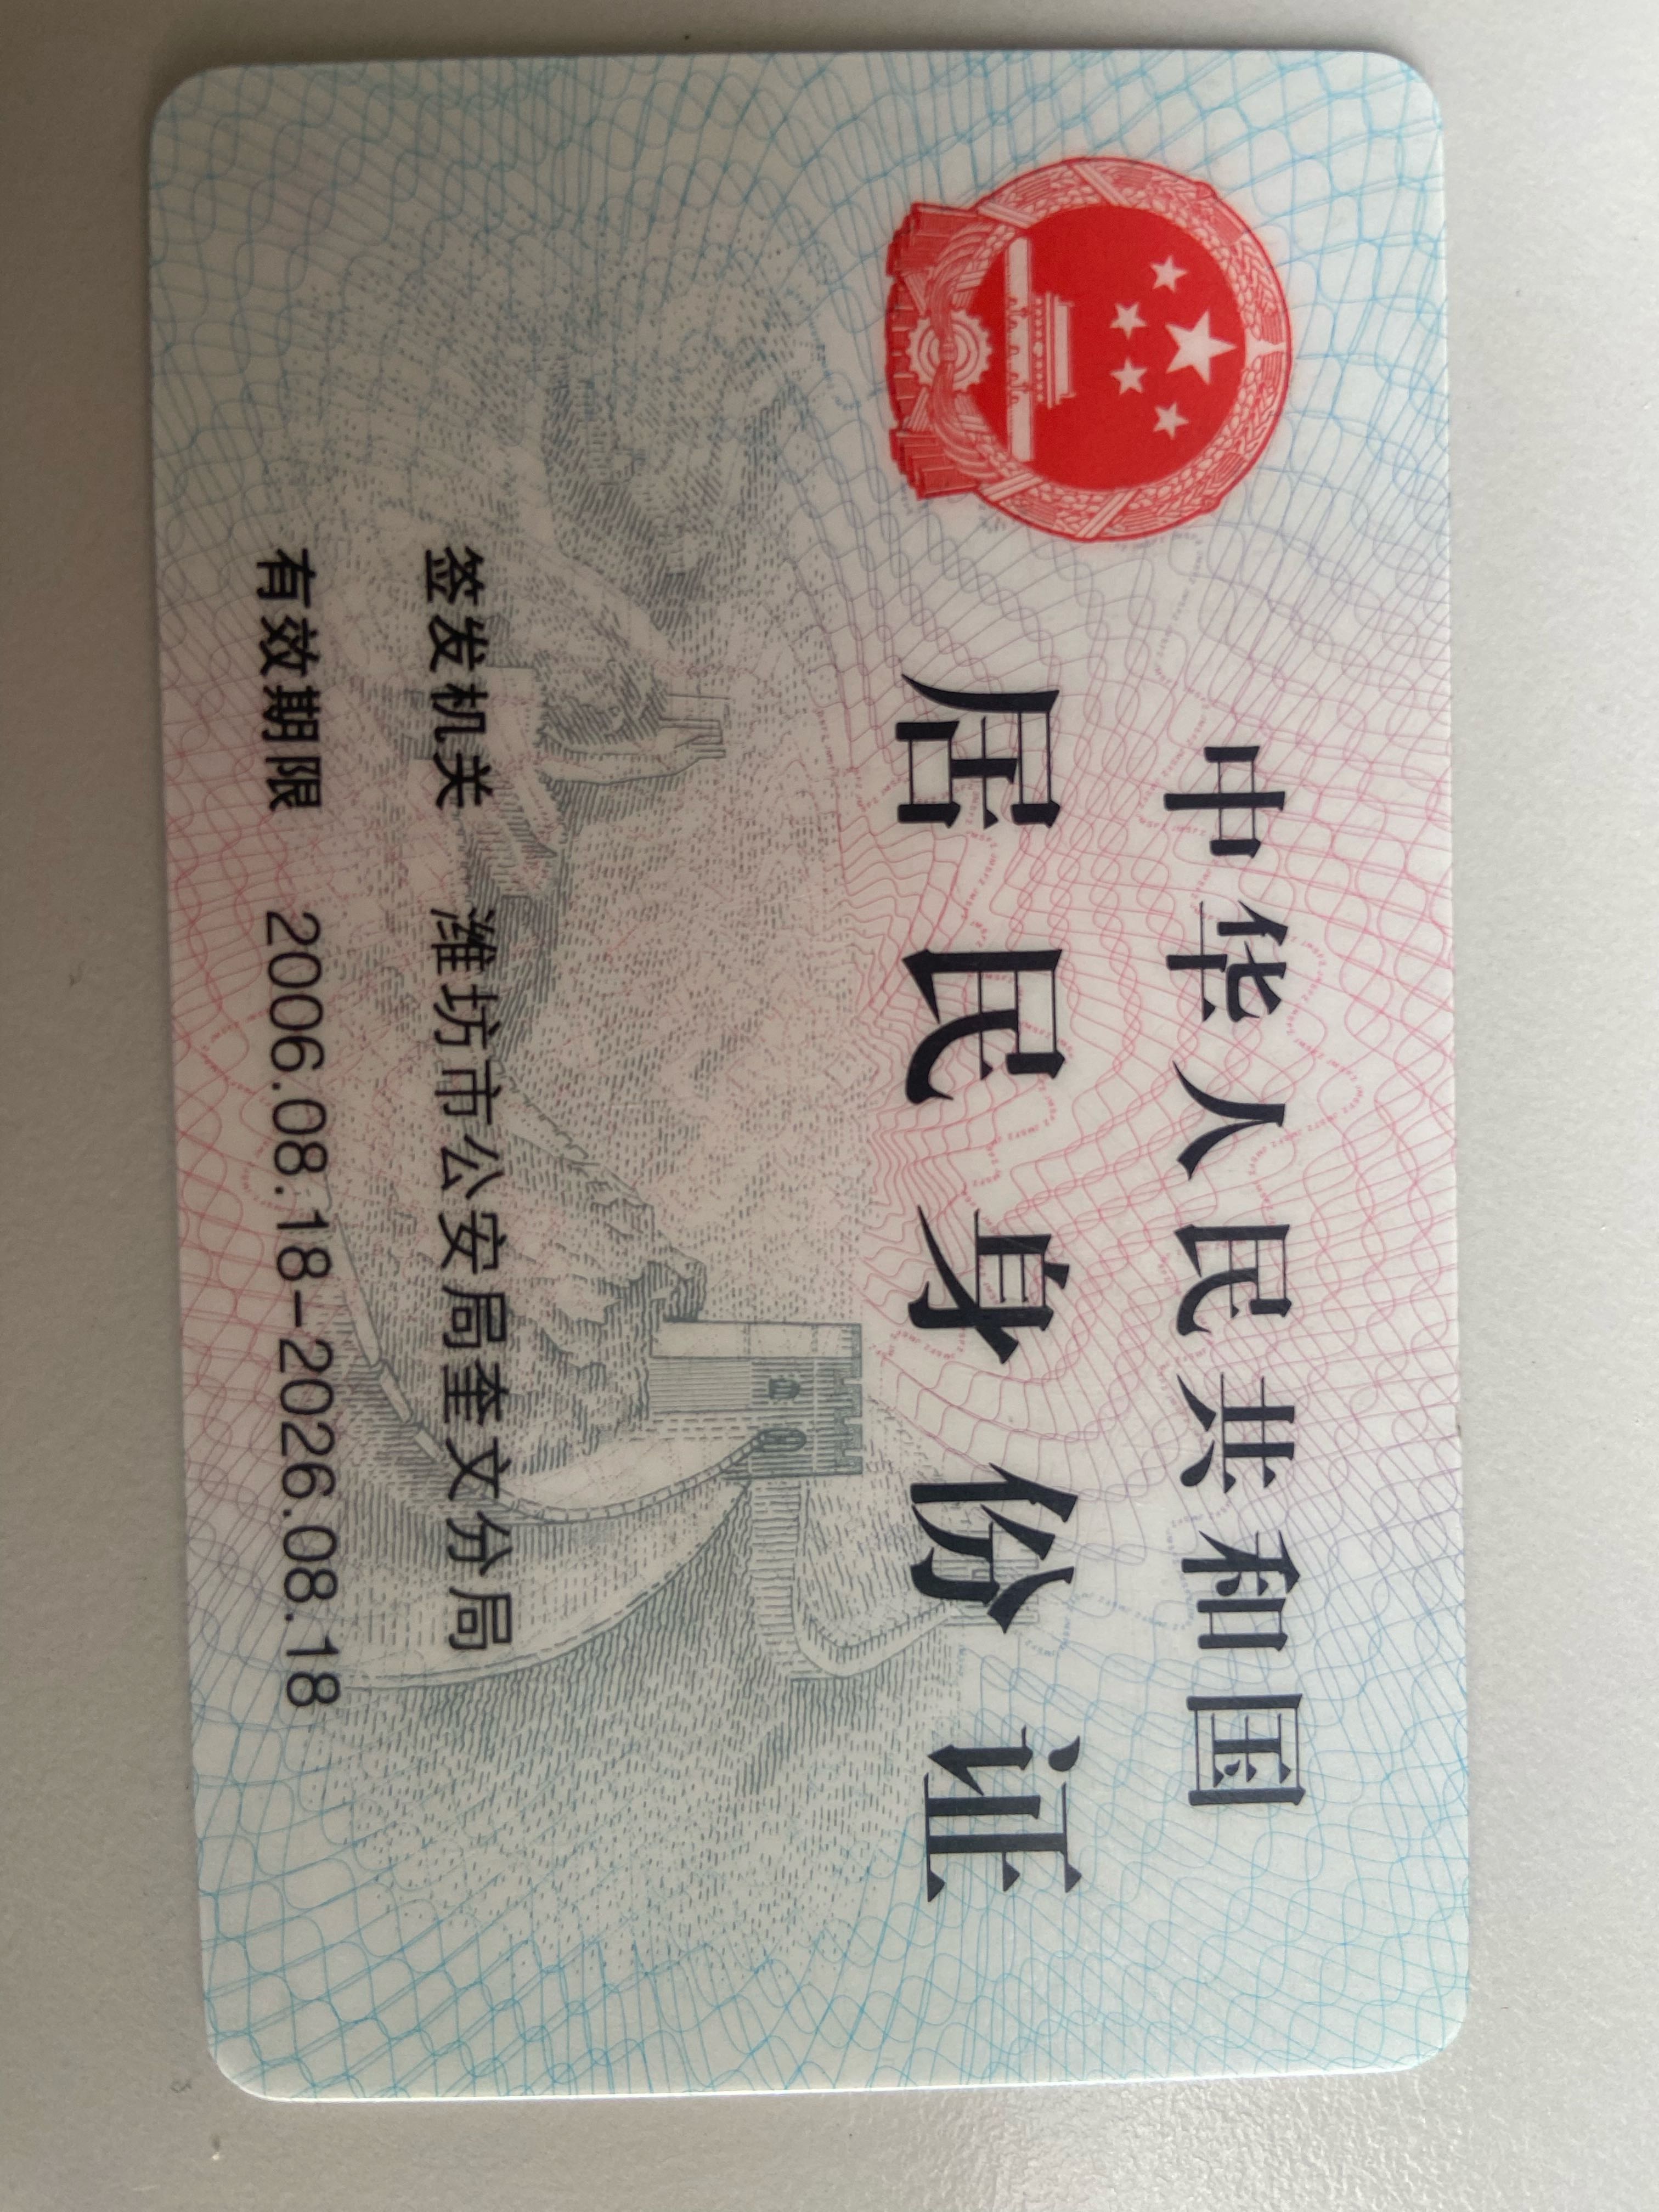 中华人民共和国
居民身份证
签发机关 潍坊市公安局奎文分局
有效期限 2006.08.18-2026.08.18